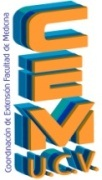 Coordinación de Extensión Facultad de Medicina
CEM
U.C.V.